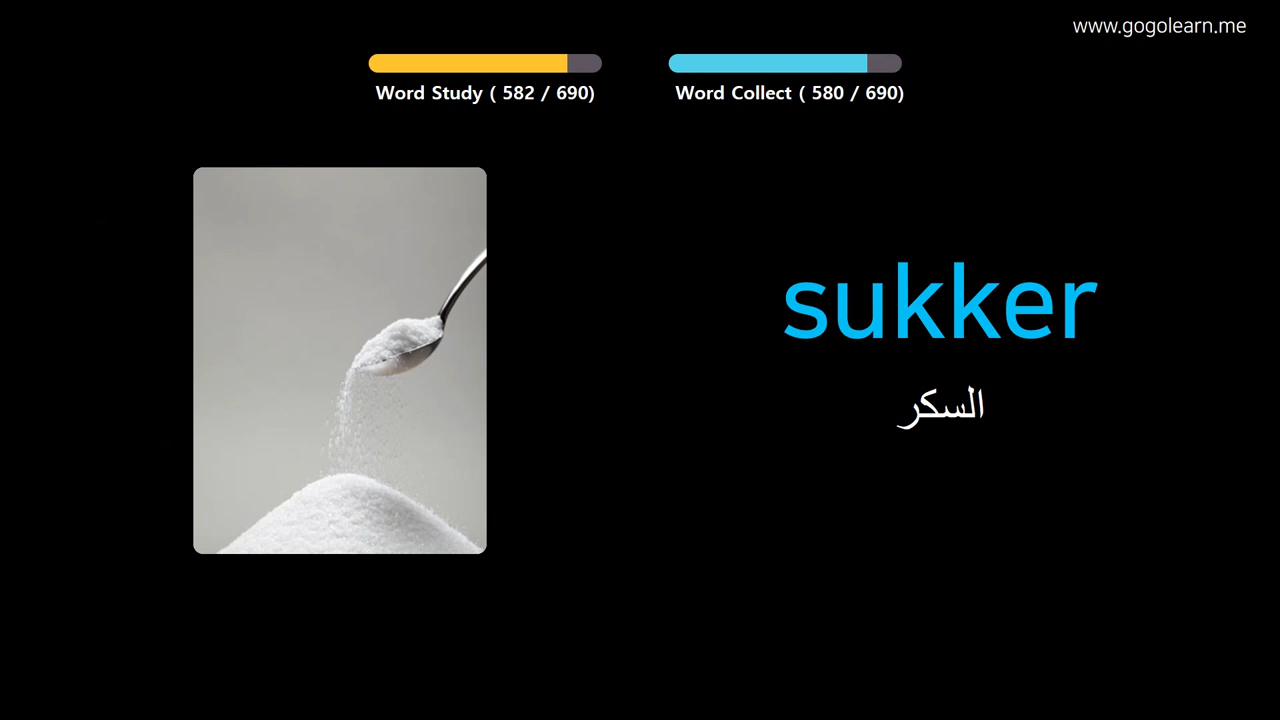 www.gogolearn.me
Word Study ( 582 / 690)
Word Collect ( 580 / 690)
sukker
السكر